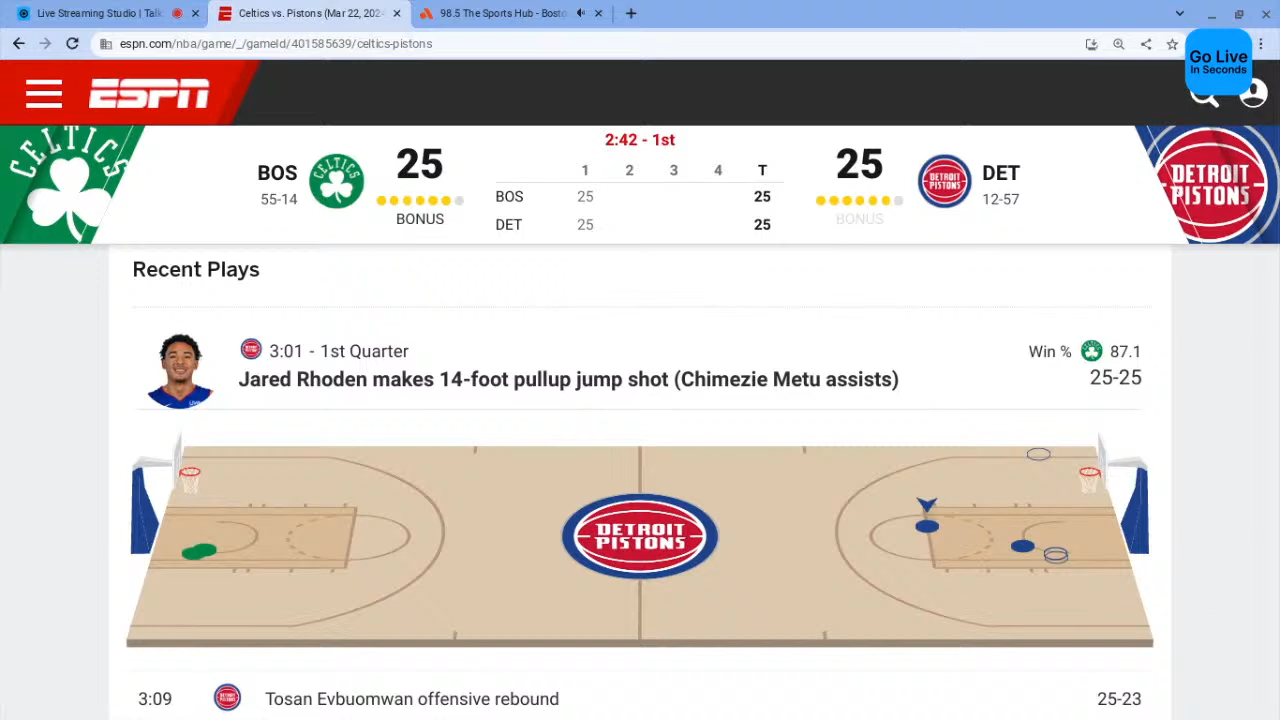 Live Streaming Studio | Talk
Celtics vs. Pistons (Mar 22, 2024
98.5 The Sports Hub - Bosto
espn.com/nba/game/_/gameId/401585639/celtics-pistons
Go Live
In Seconds
ESPN
CELTICS
2:42 - 1st
BOS
55-14
CELTICS
25
BONUS
1 2 3 4 T
BOS 25 25
DET 25 25
25
BONUS
DETROIT
PISTONS
DET
12-57
DETROIT
PISTONS
Recent Plays
3:01 - 1st Quarter
Win % 87.1
Jared Rhoden makes 14-foot pullup jump shot (Chimezie Metu assists)
25-25
DETROIT
PISTONS
3:09 Tosan Evbuomwan offensive rebound 25-23